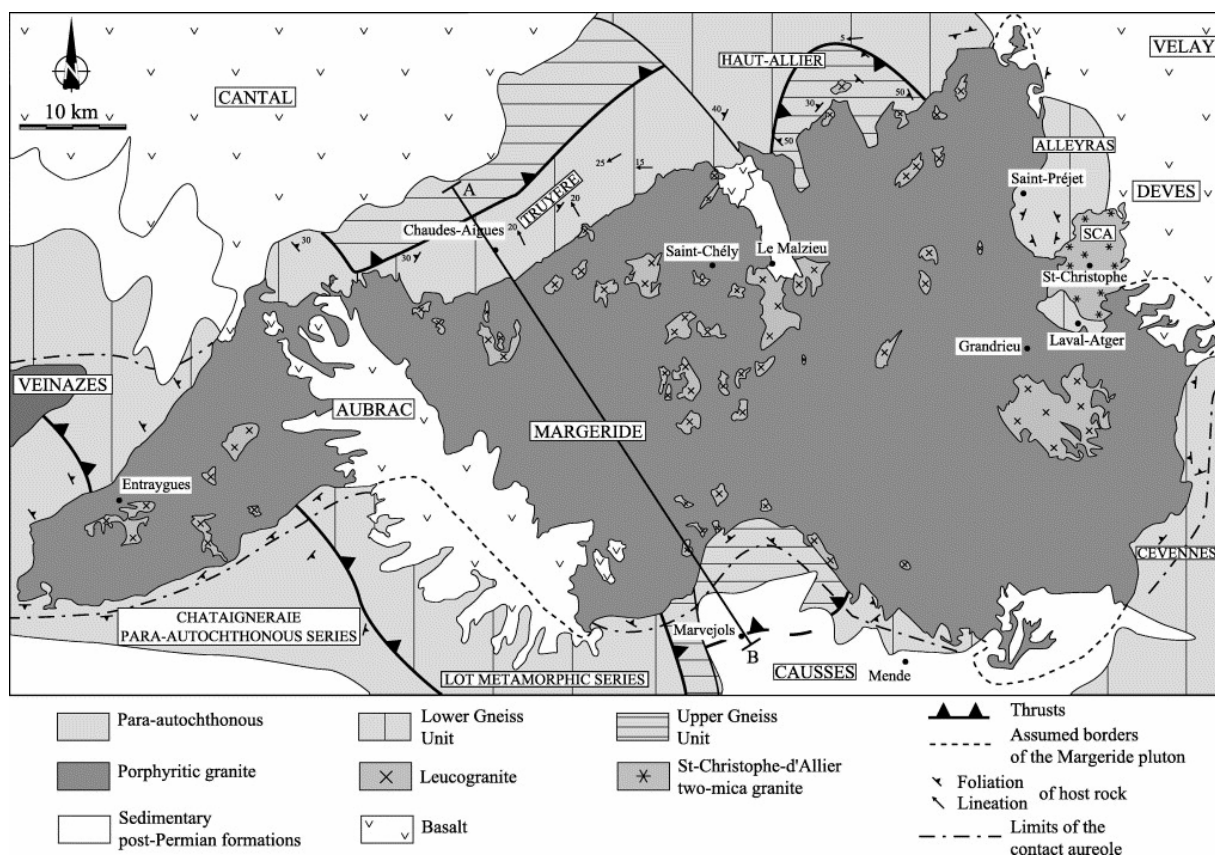 VELAY
HAUT-ALLIER
CANTAL
10 km
5
50
30
50
40
ALLEYRAS
Saint-Préjet
DEVES
A
25
15
TRUYERE
20
20
Chaudes-Aigues
30
30
SCA
Saint-Chély
Le Malzieu
St-Christophe
Laval-Atger
Grandrieu
VEINAZES
AUBRAC
MARGERIDE
Entraygues
CEVENNES
CHATAIGNERAIE
PARA-AUTOCHTHONOUS SERIES
Marvejols
B
CAUSSES
Mende
LOT METAMORPHIC SERIES
Para-autochthonous
Lower Gneiss
Unit
Upper Gneiss
Unit
Thrusts
Assumed borders
of the Margeride pluton
Porphyritic granite
Leucogranite
St-Christophe-d'Allier
two-mica granite
Foliation
Lineation
of host rock
Sedimentary
post-Permian formations
Basalt
Limits of the
contact aureole